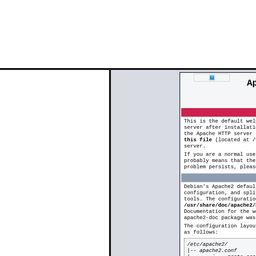 Ap
This is the default wel
server after installati
the Apache HTTP server
this file (located at /
server.
If you are a normal use
probably means that the
problem persists, pleas
Debian's Apache2 defaul
configuration, and spli
tools. The configuratio
/usr/share/doc/apache2/
Documentation for the w
apache2-doc package was
The configuration layou
as follows:
/etc/apache2/
|-- apache2.conf